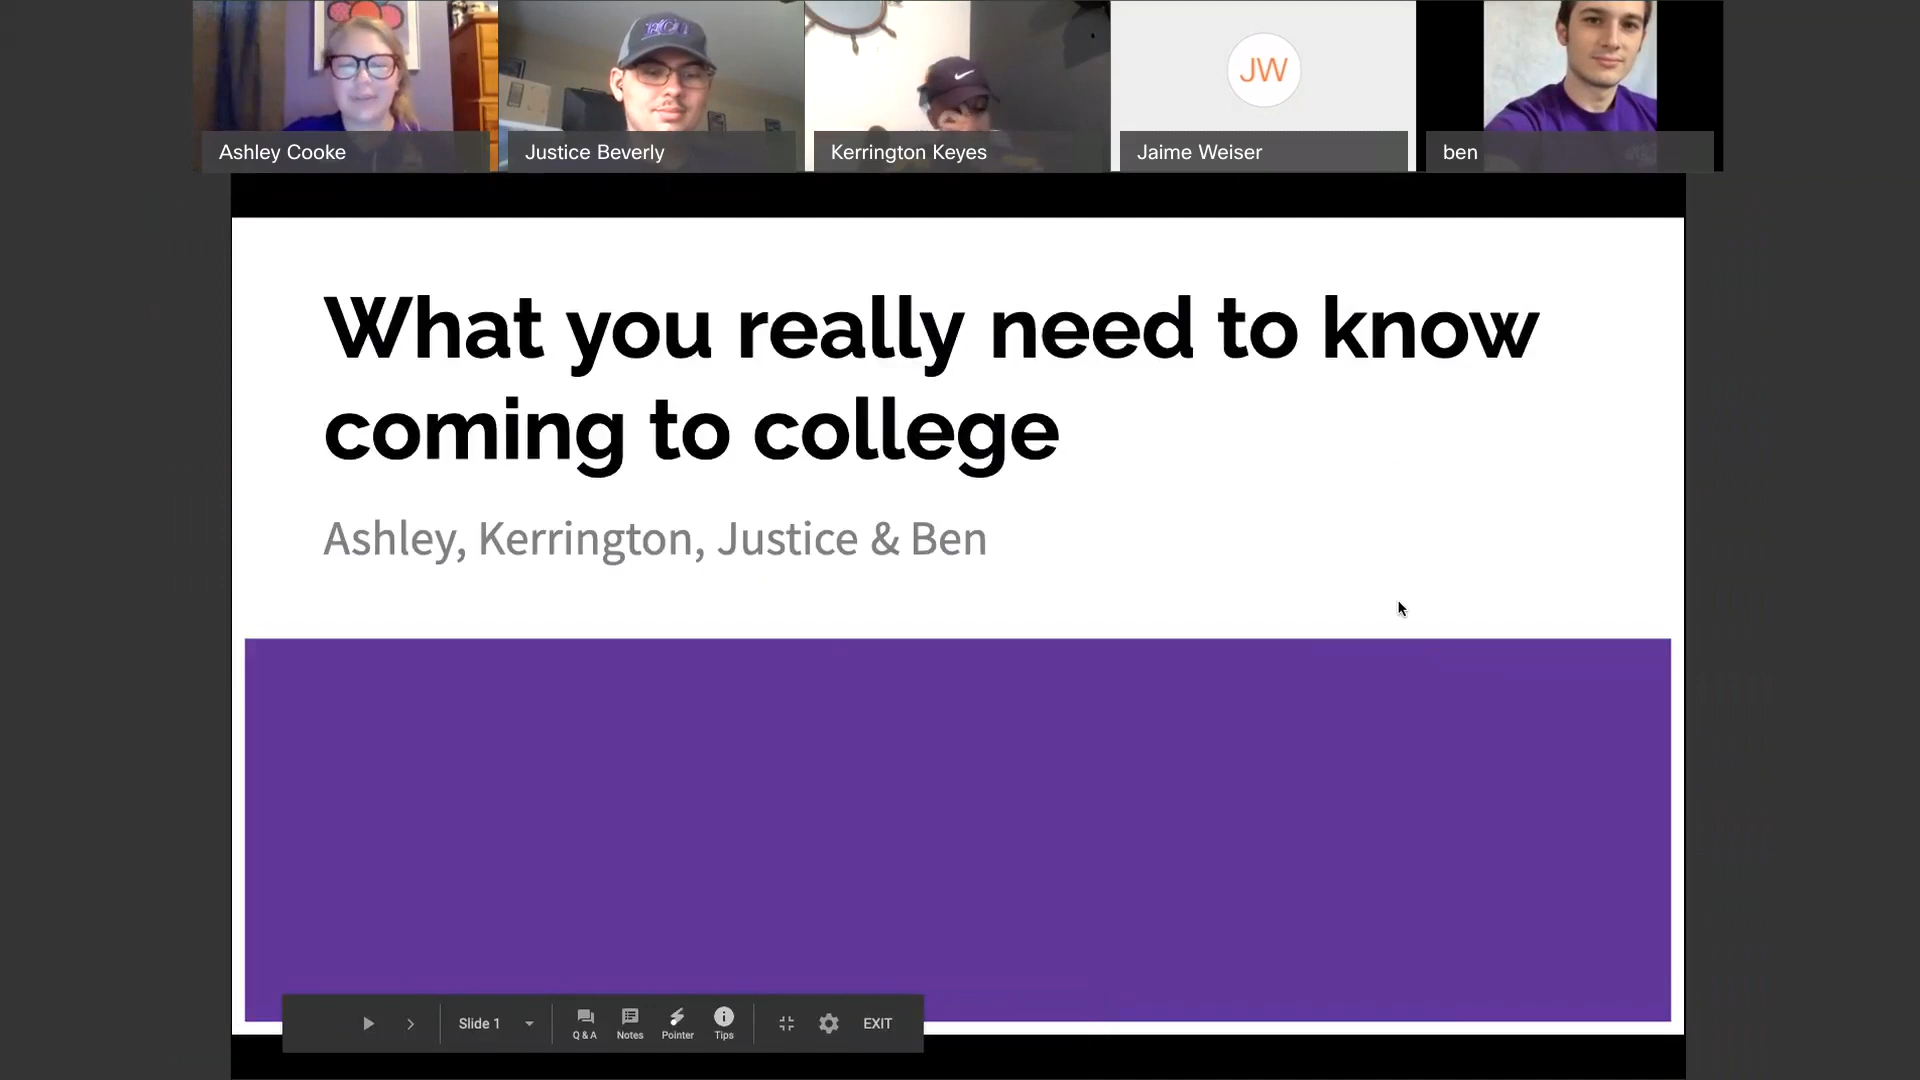 Ashley Cooke
Justice Beverly
Kerrington Keyes
JW
Jaime Weiser
ben
ECU
What you really need to know
coming to college
Ashley, Kerrington, Justice & Ben
Slide 1
Q & A
Notes
Pointer
Tips
EXIT